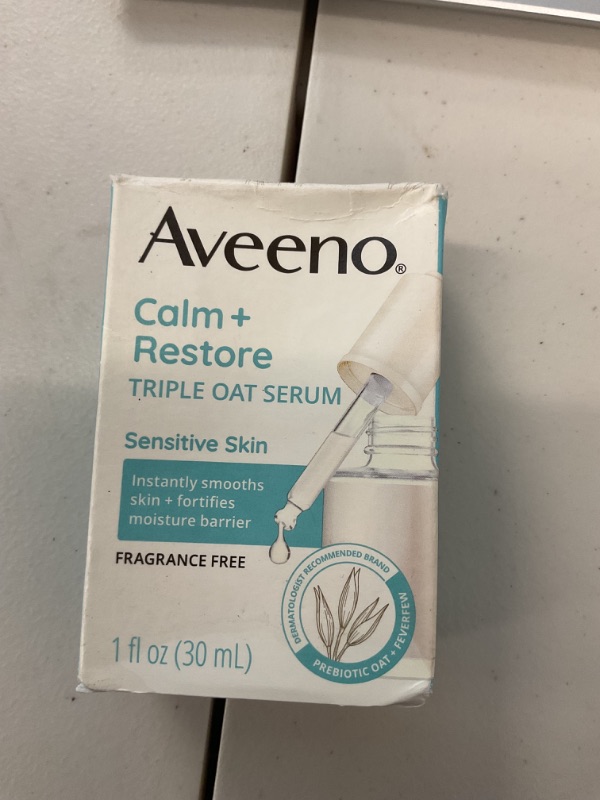 Aveeno®
Calm +
Restore
TRIPLE OAT SERUM
Sensitive Skin
Instantly smooths
skin + fortifies
moisture barrier
FRAGRANCE FREE
DERMATOLOGIST RECOMMENDED BRAND
PREBIOTIC OAT + FEVERFEW
1 fl oz (30 mL)